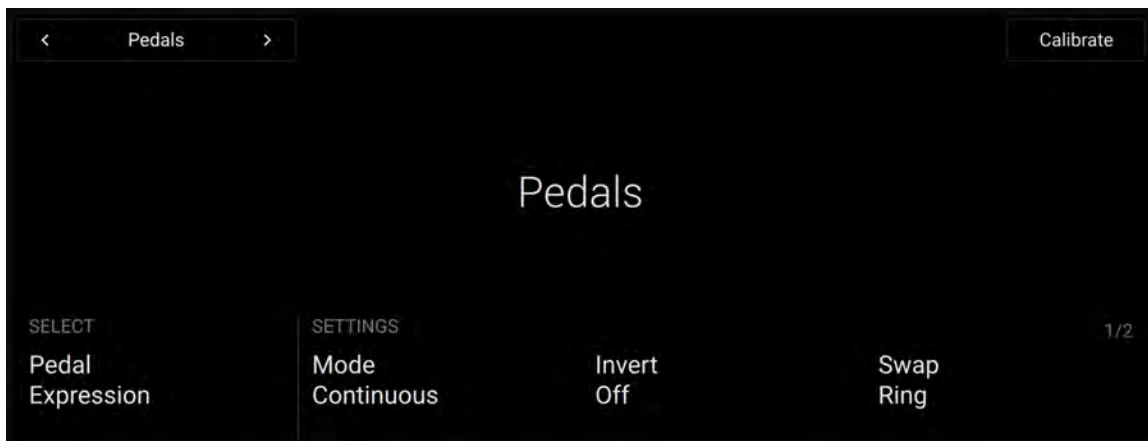 < Pedals >
Calibrate
Pedals
SELECT
SETTINGS
1/2
Pedal
Mode
Invert
Swap
Expression
Continuous
Off
Ring